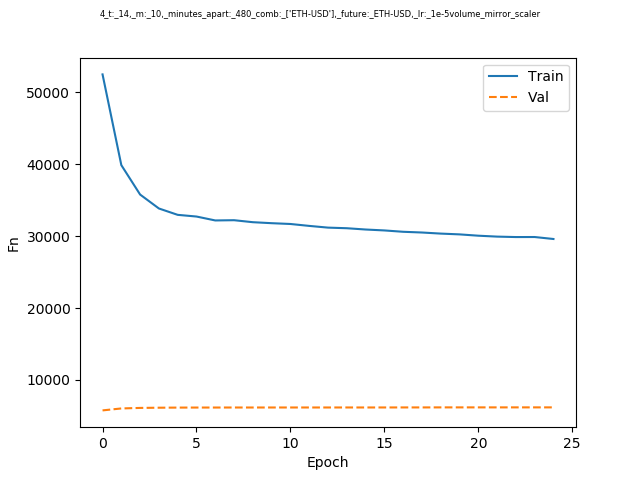 4_t:_14,_m:_10,_minutes_apart:_480_comb:_['ETH-USD'],_future:_ETH-USD,_lr:_1e-5volume_mirror_scaler
Train
Val
50000
40000
30000
20000
10000
Fn
0 5 10 15 20 25
Epoch